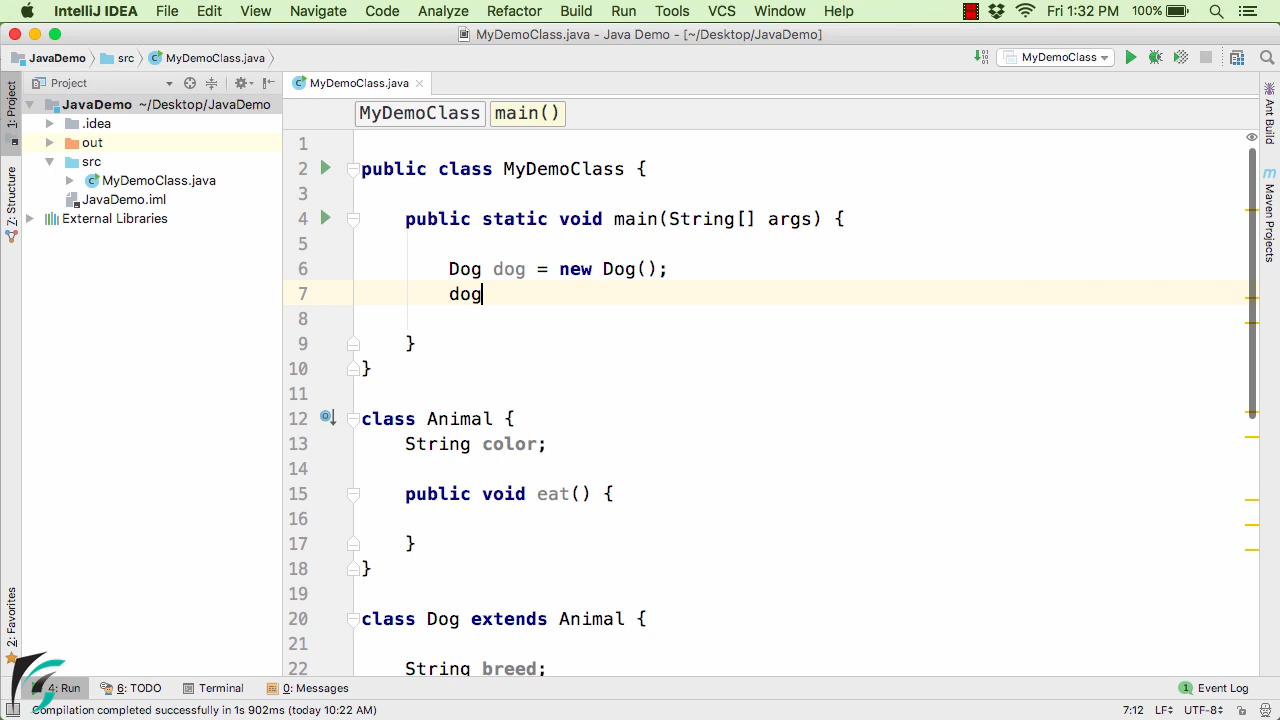 IntelliJ IDEA File Edit View Navigate Code Analyze Refactor Build Run Tools VCS Window Help Fri 1:32 PM 100%
MyDemoClass.java - Java Demo - [~/Desktop/JavaDemo]
JavaDemo src MyDemoClass.java MyDemoClass
Project MyDemoClass.java
JavaDemo ~/Desktop/JavaDemo
.idea
out
src
MyDemoClass.java
JavaDemo.iml
External Libraries
1: Project
7: Structure
2: Favorites
MyDemoClass main()
1
2 public class MyDemoClass {
3
4 public static void main(String[] args) {
5
6 Dog dog = new Dog();
7 dog
8
9 }
10 }
11
12 class Animal {
13 String color;
14
15 public void eat() {
16
17 }
18 }
19
20 class Dog extends Animal {
21
22 String breed;
Ant Build
m Maven Projects
4: Run 6: TODO Terminal 0: Messages 1 Event Log
Compilation completed successfully in 1s 902ms (today 10:22 AM) 7:12 LF UTF-8